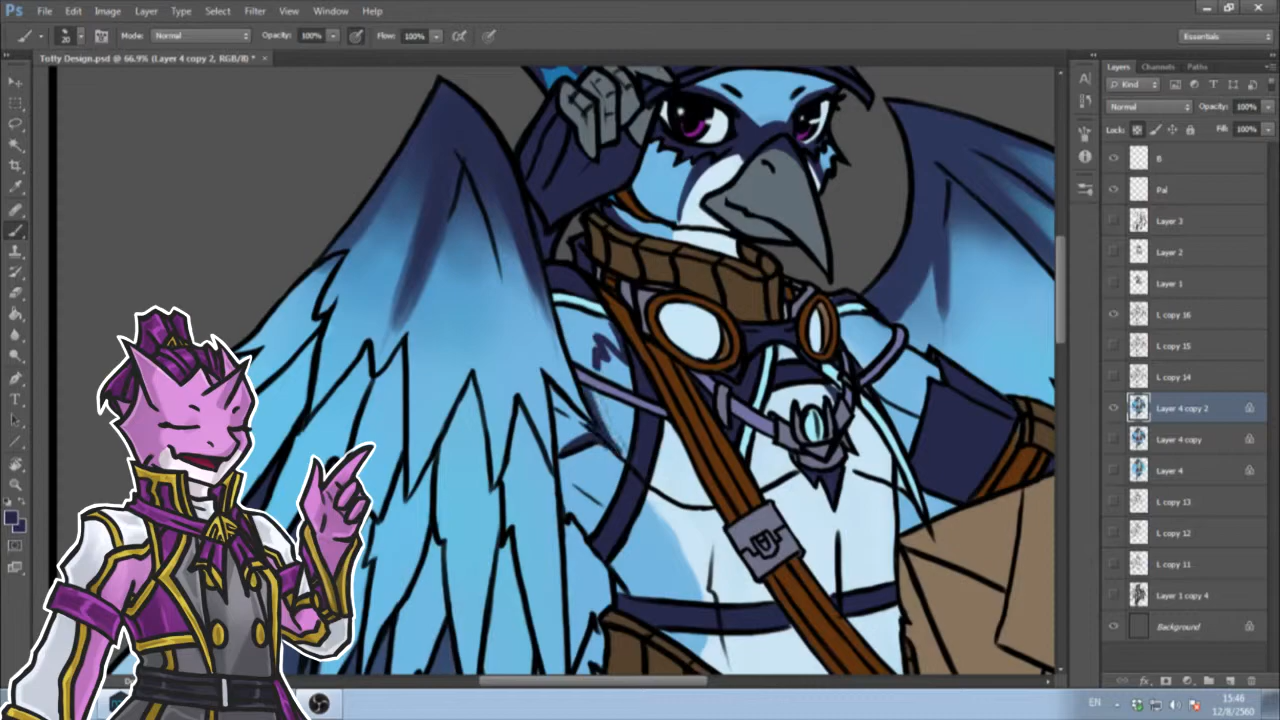 Ps File Edit Image Layer Type Select Filter View Window Help
20 Mode: Normal Opacity: 100% Flow: 100% Essentials
Totty Design.psd @ 66.9% (Layer 4 copy 2, RGB/8) *
Layers Channels Paths
Kind
Normal Opacity: 100%
Lock: Fill: 100%
Pal
Layer 3
Layer 2
Layer 1
L copy 16
L copy 15
L copy 14
Layer 4 copy 2
Layer 4 copy
Layer 4
L copy 13
L copy 12
L copy 11
Layer 1 copy 4
Background
EN
15:46
12/8/2560